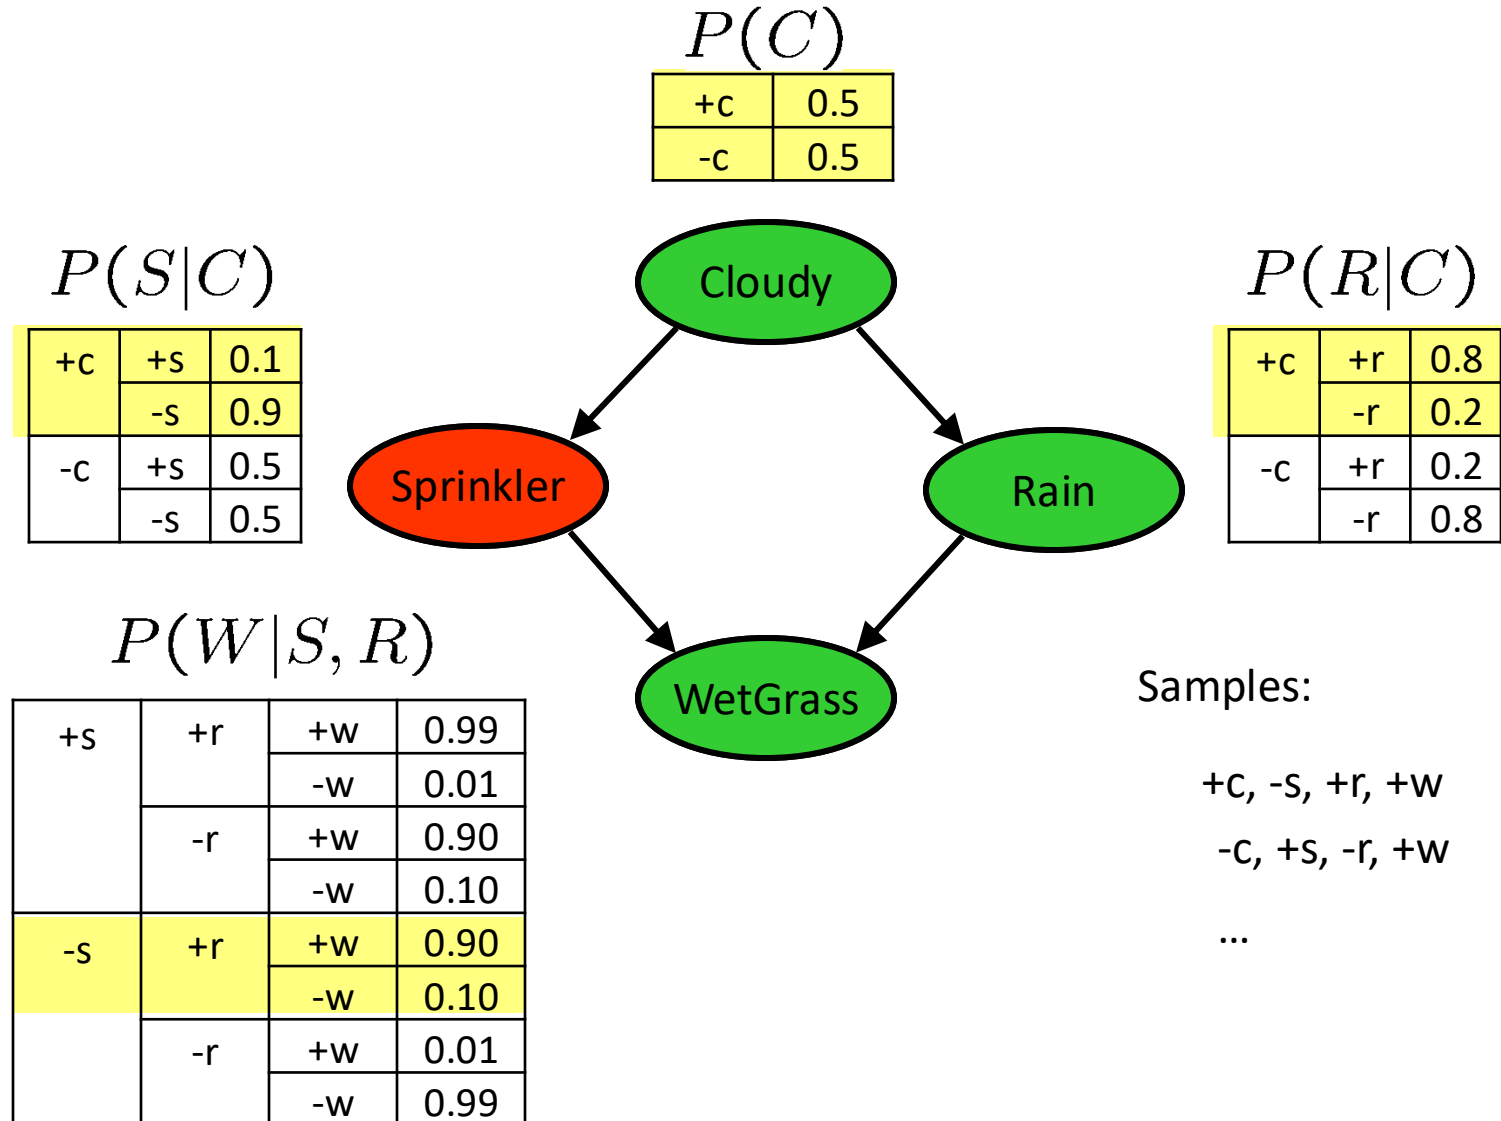 P(C)
+c 0.5
-c 0.5
P(S|C)
+c +s 0.1
-s 0.9
-c +s 0.5
-s 0.5
Cloudy
P(R|C)
+c +r 0.8
-r 0.2
-c +r 0.2
-r 0.8
Sprinkler
Rain
P(W|S, R)
+s +r +w 0.99
-w 0.01
-r +w 0.90
-w 0.10
-s +r +w 0.90
-w 0.10
-r +w 0.01
-w 0.99
WetGrass
Samples:
+c, -s, +r, +w
-c, +s, -r, +w
...